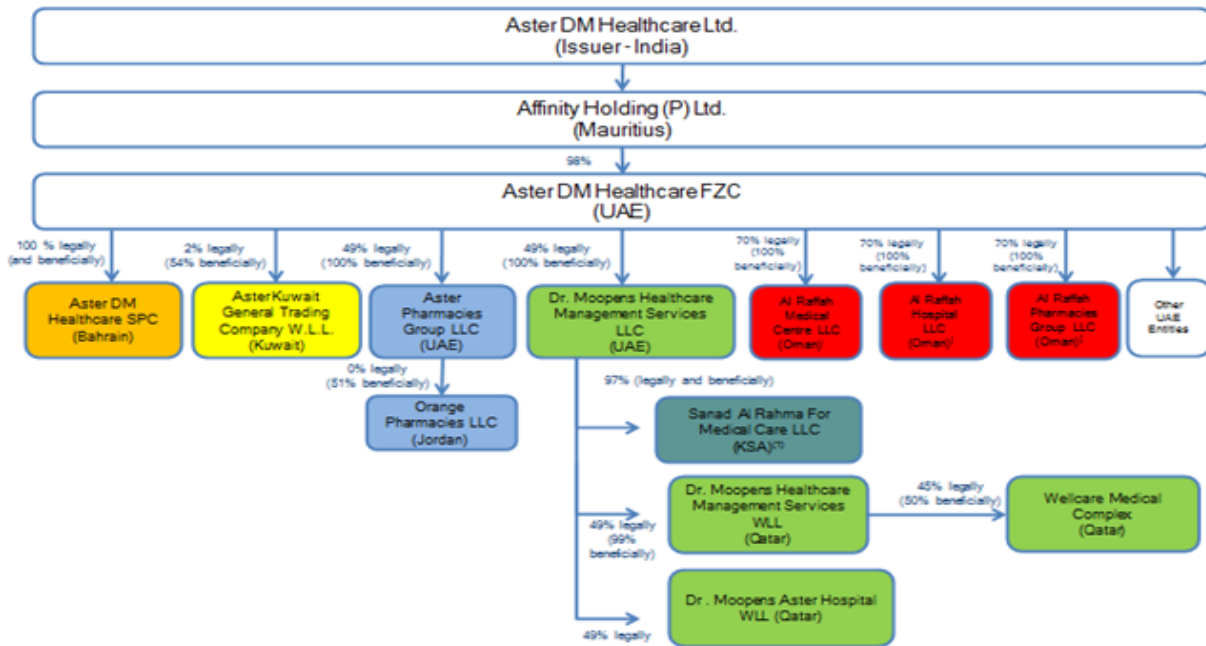 Aster DM Healthcare Ltd.
(Issuer - India)
Affinity Holding (P) Ltd.
(Mauritius)
98%
Aster DM Healthcare FZC
(UAE)
100 % legally
(and beneficially)
2% legally
(54% beneficially)
49% legally
(100% beneficially)
49% legally
(100% beneficially)
70% legally
(100%
beneficially)
70% legally
(100%
beneficially)
70% legally
(100%
beneficially)
Aster DM
Healthcare SPC
(Bahrain)
Aster Kuwait
General Trading
Company W.L.L.
(Kuwait)
Aster
Pharmacies
Group LLC
(UAE)
Dr. Moopens Healthcare
Management Services
LLC
(UAE)
Al Raffah
Medical
Centre LLC
(Oman)
Al Raffah
Hospital
LLC
(Oman)
Al Raffah
Pharmacies
Group LLC
(Oman)
Other
UAE
Entities
0% legally
(51% beneficially)
Orange
Pharmacies LLC
(Jordan)
97% (legally and beneficially)
Sanad Al Rahma For
Medical Care LLC
(KSA)
Dr. Moopens Healthcare
Management Services
WLL
(Qatar)
49% legally
(99%
beneficially)
45% legally
(50% beneficially)
Wellcare Medical
Complex
(Qatar)
Dr . Moopens Aster Hospital
WLL (Qatar)
49% legally